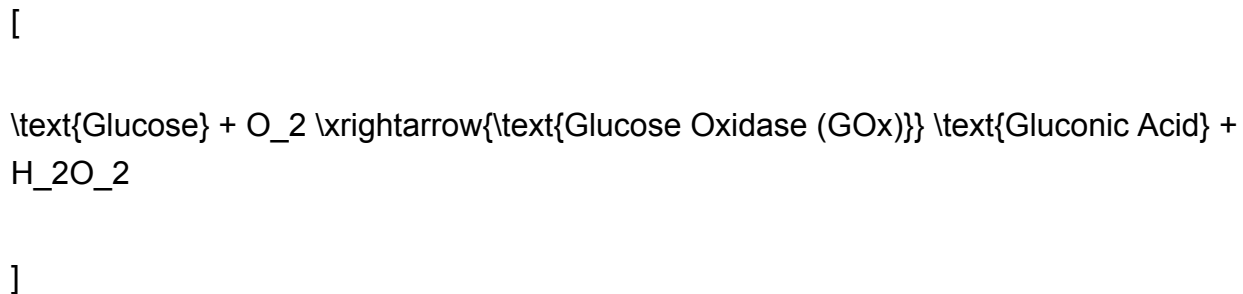 [
\text{Glucose} + O_2 \xrightarrow{\text{Glucose Oxidase (GOx)}} \text{Gluconic Acid} +
H_2O_2
]